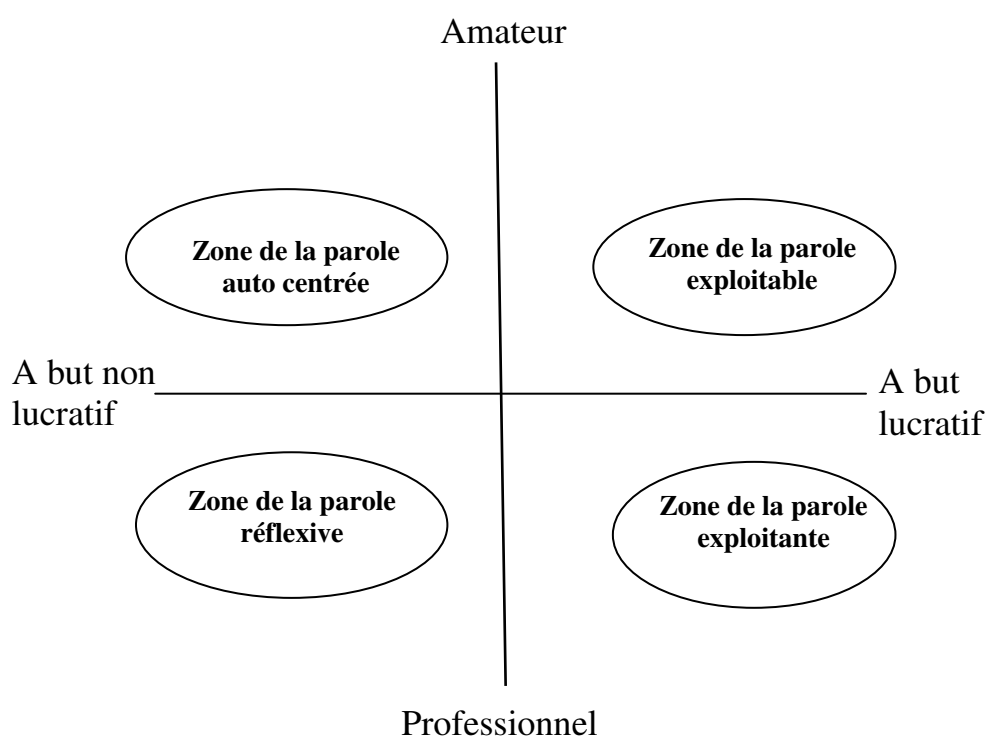 Amateur
Zone de la parole
auto centrée
Zone de la parole
exploitable
A but non
lucratif
A but
lucratif
Zone de la parole
réflexive
Zone de la parole
exploitante
Professionnel